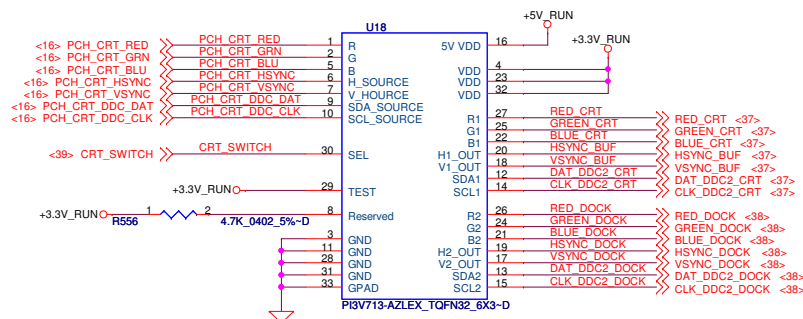 U18
+5V_RUN
+3.3V_RUN
<16> PCH_CRT_RED PCH_CRT_RED 1 R 5V VDD 16
<16> PCH_CRT_GRN PCH_CRT_GRN 2 G
<16> PCH_CRT_BLU PCH_CRT_BLU 5 B VDD 4
<16> PCH_CRT_HSYNC PCH_CRT_HSYNC 6 H_SOURCE VDD 23
<16> PCH_CRT_VSYNC PCH_CRT_VSYNC 7 V_HOURCE VDD 32
<16> PCH_CRT_DDC_DAT PCH_CRT_DDC_DAT 9 SDA_SOURCE
<16> PCH_CRT_DDC_CLK PCH_CRT_DDC_CLK 10 SCL_SOURCE
R1 27 RED_CRT RED_CRT <37>
G1 25 GREEN_CRT GREEN_CRT <37>
B1 22 BLUE_CRT BLUE_CRT <37>
<39> CRT_SWITCH CRT_SWITCH 30 SEL H1_OUT 20 HSYNC_BUF HSYNC_BUF <37>
V1_OUT 18 VSYNC_BUF VSYNC_BUF <37>
SDA1 12 DAT_DDC2_CRT DAT_DDC2_CRT <37>
+3.3V_RUN 29 TEST SCL1 14 CLK_DDC2_CRT CLK_DDC2_CRT <37>
+3.3V_RUN R556 1 2 4.7K_0402_5%~D 8 Reserved R2 26 RED_DOCK RED_DOCK <38>
G2 24 GREEN_DOCK GREEN_DOCK <38>
3 GND B2 21 BLUE_DOCK BLUE_DOCK <38>
11 GND H2_OUT 19 HSYNC_DOCK HSYNC_DOCK <38>
28 GND V2_OUT 17 VSYNC_DOCK VSYNC_DOCK <38>
31 GND SDA2 13 DAT_DDC2_DOCK DAT_DDC2_DOCK <38>
33 GPAD SCL2 15 CLK_DDC2_DOCK CLK_DDC2_DOCK <38>
PI3V713-AZLEX_TQFN32_6X3~D